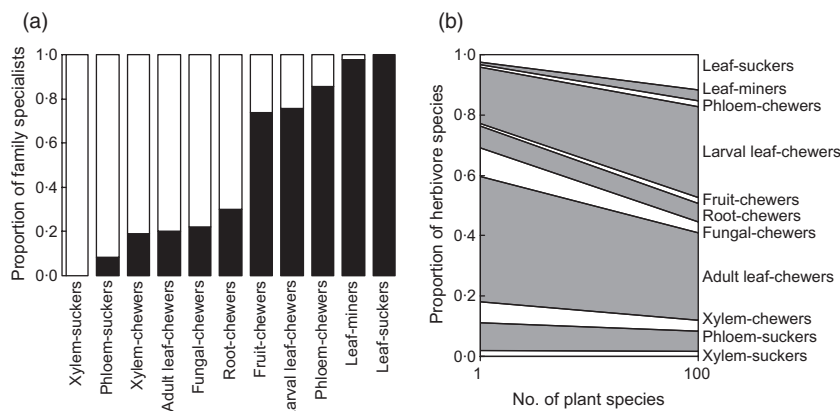 (a)
Proportion of family specialists
1·0
0·8
0·6
0·4
0·2
0·0
Xylem-suckers
Phloem-suckers
Xylem-chewers
Adult leaf-chewers
Fungal-chewers
Root-chewers
Fruit-chewers
Larval leaf-chewers
Phloem-chewers
Leaf-miners
Leaf-suckers
(b)
Proportion of herbivore species
1·0
0·8
0·6
0·4
0·2
0·0
1
100
No. of plant species
Leaf-suckers
Leaf-miners
Phloem-chewers
Larval leaf-chewers
Fruit-chewers
Root-chewers
Fungal-chewers
Adult leaf-chewers
Xylem-chewers
Phloem-suckers
Xylem-suckers